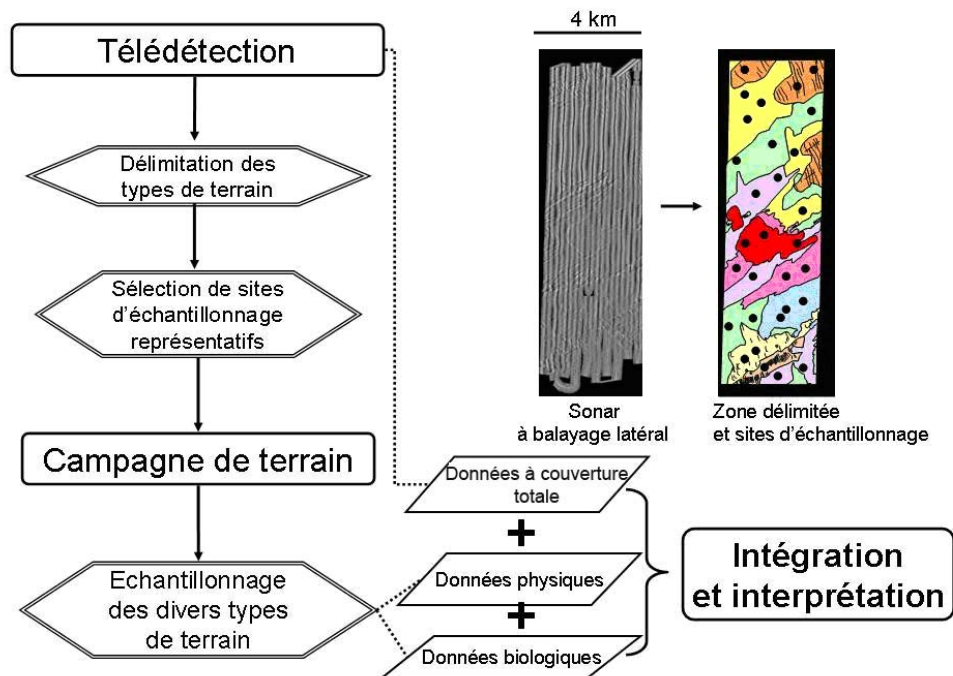 Télédétection
Délimitation des
types de terrain
Sélection de sites
d'échantillonnage
représentatifs
Campagne de terrain
Echantillonnage
des divers types
de terrain
4 km
Sonar
à balayage latéral
Zone délimitée
et sites d'échantillonnage
Données à couverture
totale
+
Données physiques
+
Données biologiques
Intégration
et interprétation